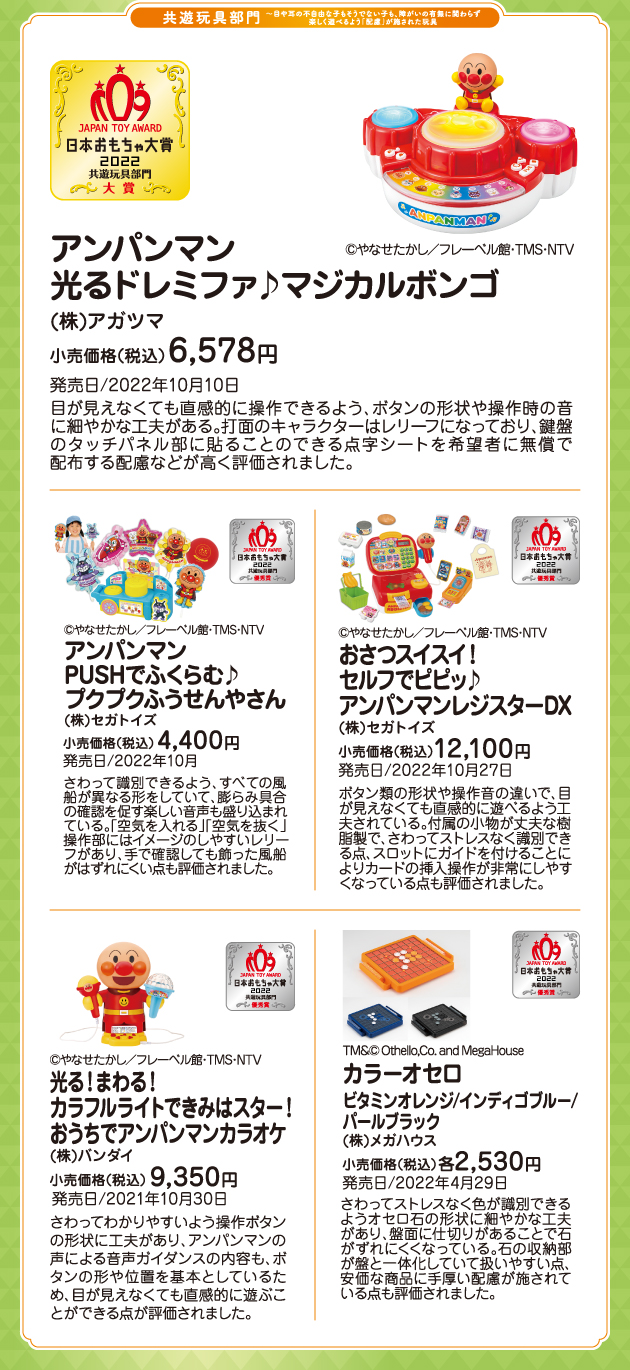 共遊玩具部門 ～目や耳の不自由な子もそうでない子も、障がいの有無に関わらず
楽しく遊べるよう「配慮」が施された玩具
JAPAN TOY AWARD
日本おもちゃ大賞
2022
共遊玩具部門
大賞
ANPANMAN
©やなせたかし／フレーベル館・TMS・NTV
アンパンマン
光るドレミファ♪マジカルボンゴ
(株)アガツマ
小売価格(税込)6,578円
発売日/2022年10月10日
目が見えなくても直感的に操作できるよう、ボタンの形状や操作時の音
に細やかな工夫がある。打面のキャラクターはレリーフになっており、鍵盤
のタッチパネル部に貼ることのできる点字シートを希望者に無償で
配布する配慮などが高く評価されました。
JAPAN TOY AWARD
日本おもちゃ大賞
2022
共遊玩具部門
優秀賞
©やなせたかし／フレーベル館・TMS・NTV
アンパンマン
PUSHでふくらむ♪
プクプクふうせんやさん
(株)セガトイズ
小売価格(税込)4,400円
発売日/2022年10月
さわって識別できるよう、すべての風
船が異なる形をしていて、膨らみ具合
の確認を促す楽しい音声も盛り込まれ
ている。「空気を入れる」「空気を抜く」
操作部にはイメージのしやすいレリー
フがあり、手で確認しても飾った風船
がはずれにくい点も評価されました。
JAPAN TOY AWARD
日本おもちゃ大賞
2022
共遊玩具部門
優秀賞
©やなせたかし／フレーベル館・TMS・NTV
おさつスイスイ！
セルフでピピッ♪
アンパンマンレジスターDX
(株)セガトイズ
小売価格(税込)12,100円
発売日/2022年10月27日
ボタン類の形状や操作音の違いで、目
が見えなくても直感的に遊べるよう工
夫されている。付属の小物が丈夫な樹
脂製で、さわってストレスなく識別でき
る点、スロットにガイドを付けることに
よりカードの挿入操作が非常にしやす
くなっている点も評価されました。
JAPAN TOY AWARD
日本おもちゃ大賞
2022
共遊玩具部門
優秀賞
©やなせたかし／フレーベル館・TMS・NTV
光る！まわる！
カラフルライトできみはスター！
おうちでアンパンマンカラオケ
(株)バンダイ
小売価格(税込)9,350円
発売日/2021年10月30日
さわってわかりやすいよう操作ボタン
の形状に工夫があり、アンパンマンの
声による音声ガイダンスの内容も、ボ
タンの形や位置を基本としているた
め、目が見えなくても直感的に遊ぶこ
とができる点が評価されました。
JAPAN TOY AWARD
日本おもちゃ大賞
2022
共遊玩具部門
優秀賞
TM&© Othello,Co. and MegaHouse
カラーオセロ
ビタミンオレンジ/インディゴブルー/
パールブラック
(株)メガハウス
小売価格(税込)各2,530円
発売日/2022年4月29日
さわってストレスなく色が識別できる
ようオセロ石の形状に細やかな工夫
があり、盤面に仕切りがあることで石
がずれにくくなっている。石の収納部
が盤と一体化していて扱いやすい点、
安価な商品に手厚い配慮が施されて
いる点も評価されました。